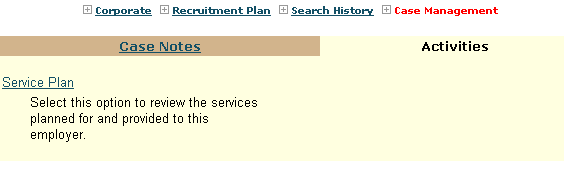 Corporate Recruitment Plan Search History Case Management
Case Notes Activities
Service Plan
Select this option to review the services
planned for and provided to this
employer.